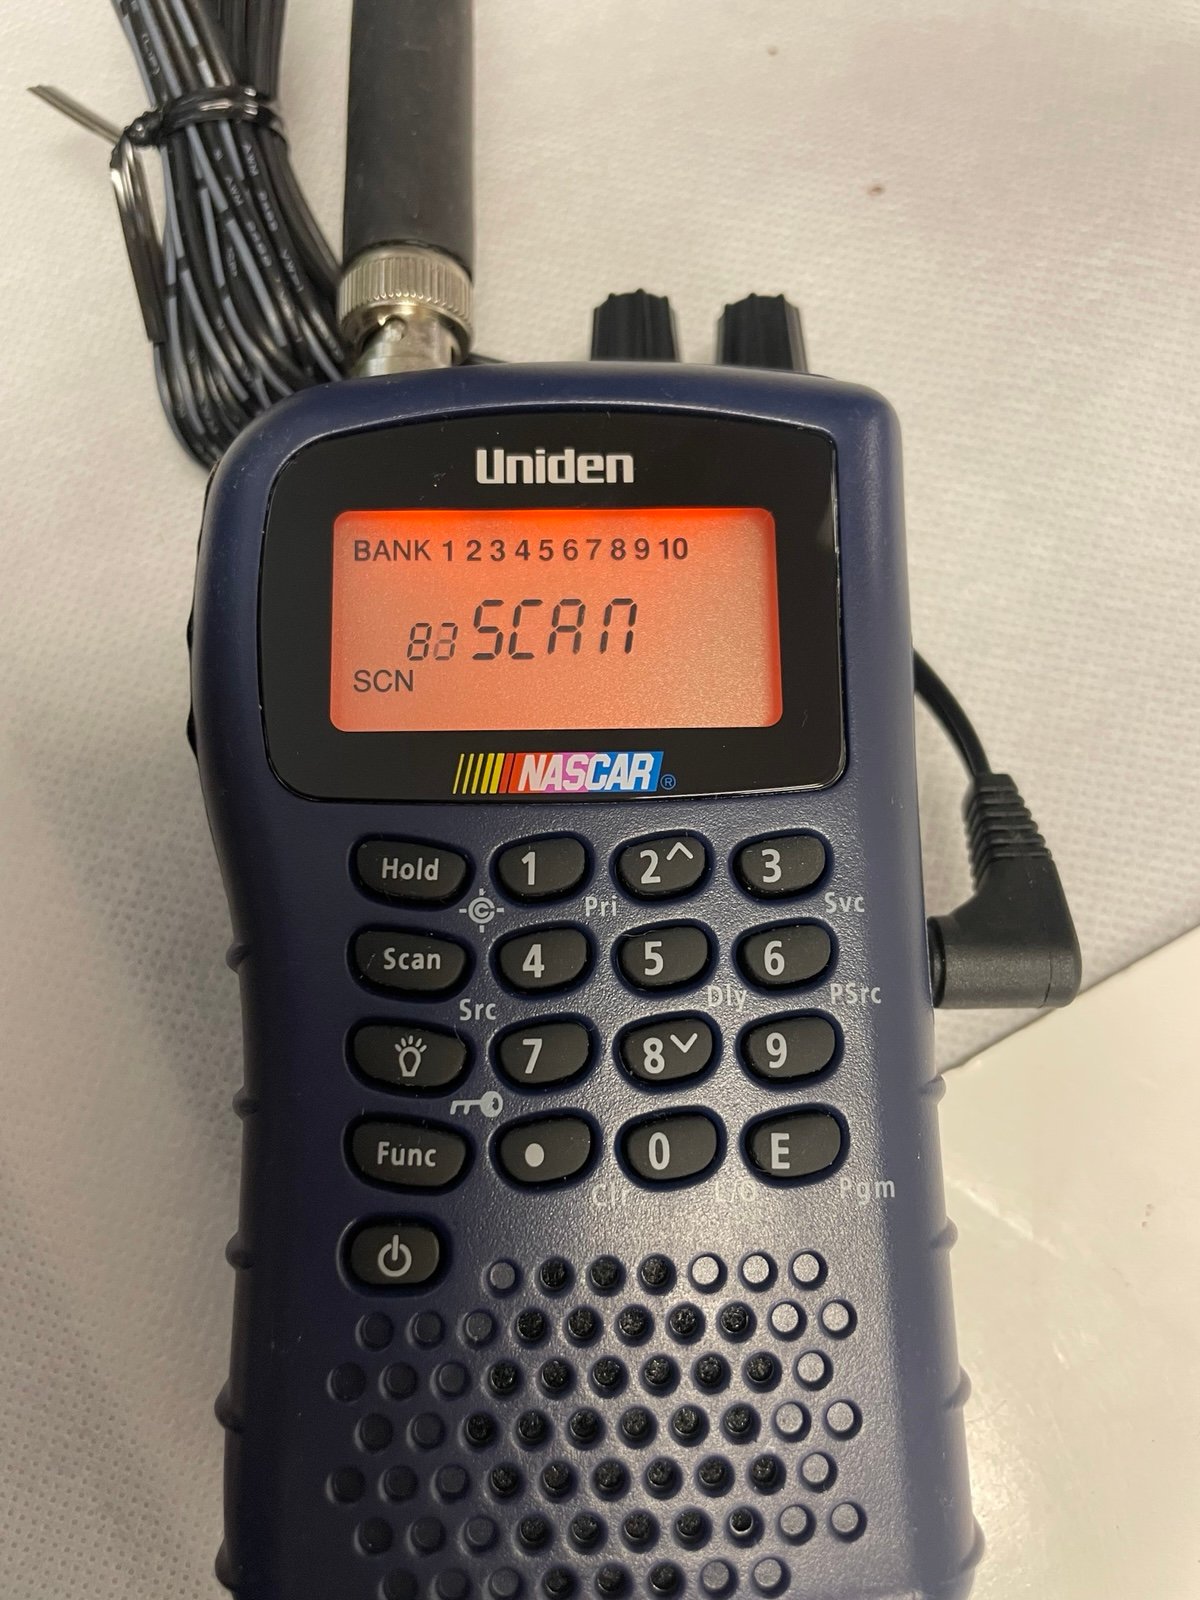 Uniden
BANK 1 2 3 4 5 6 7 8 9 10
SCAN
SCN
NASCAR®
Hold 1 2 3
Pri Svc
Scan 4 5 6
Src Dly PSrc
7 8 9
Func • 0 E
Clr L/O Pgm